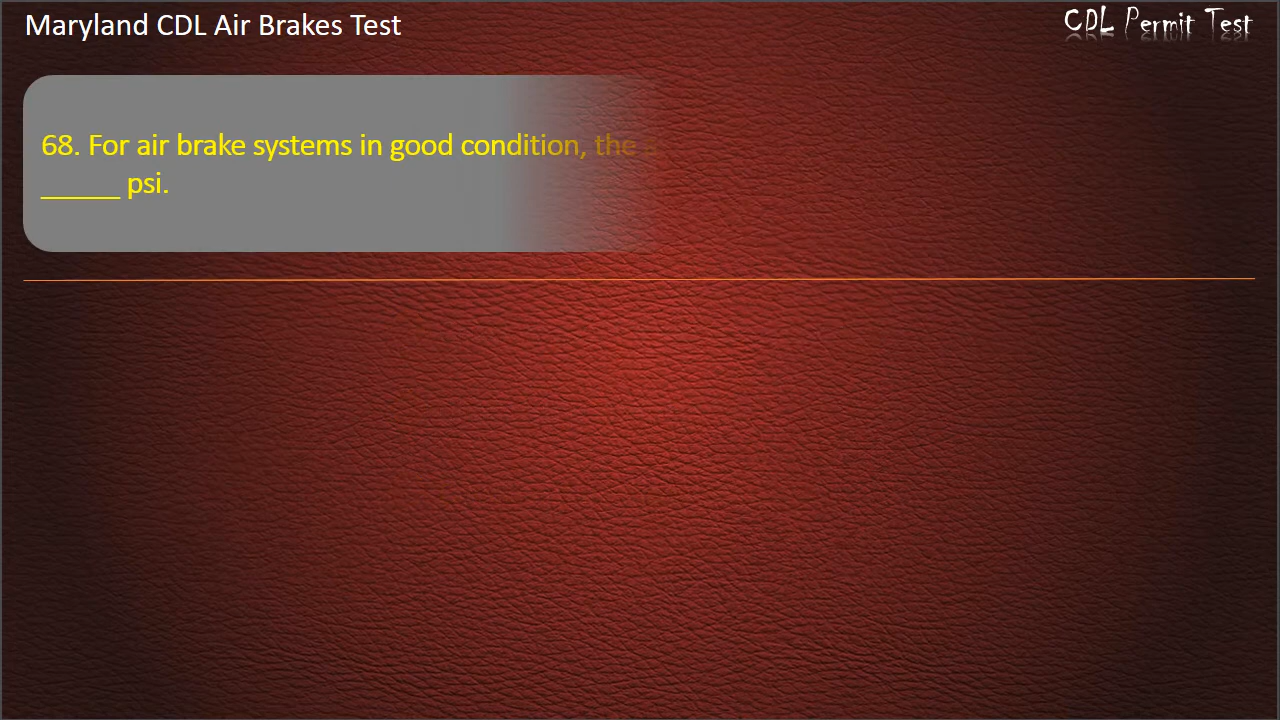 Maryland CDL Air Brakes Test
CDL Permit Test
68. For air brake systems in good condition, the
______ psi.